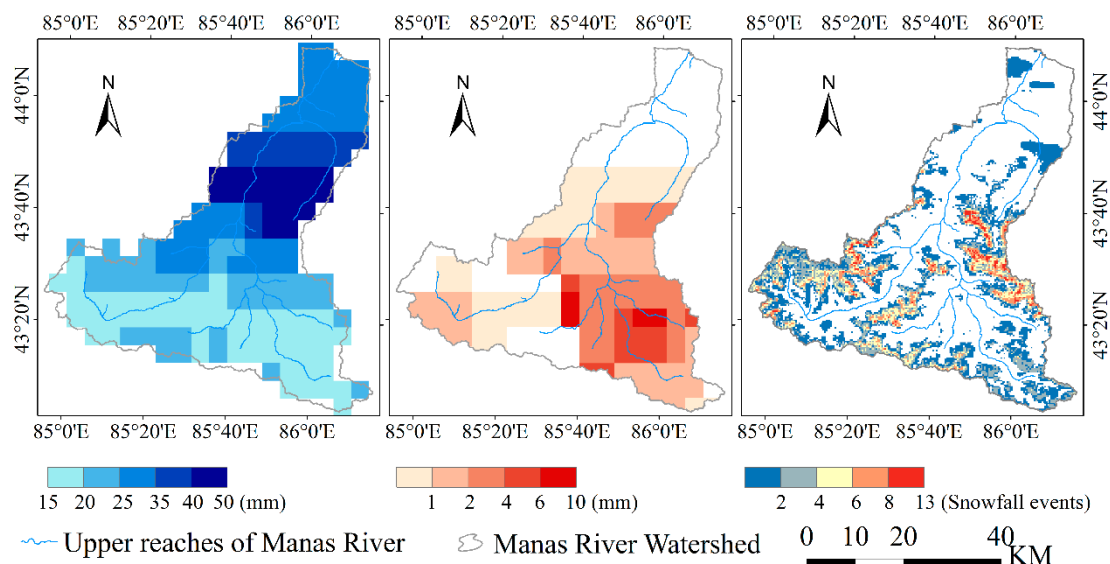 85°0'E 85°20'E 85°40'E 86°0'E 85°0'E 85°20'E 85°40'E 86°0'E 85°0'E 85°20'E 85°40'E 86°0'E
N N N
44°0'N 44°0'N
43°40'N 43°40'N
43°20'N 43°20'N
85°0'E 85°20'E 85°40'E 86°0'E 85°0'E 85°20'E 85°40'E 86°0'E 85°0'E 85°20'E 85°40'E 86°0'E
15 20 25 35 40 50 (mm) 1 2 4 6 10 (mm) 2 4 6 8 13 (Snowfall events)
Upper reaches of Manas River Manas River Watershed 0 10 20 40 KM